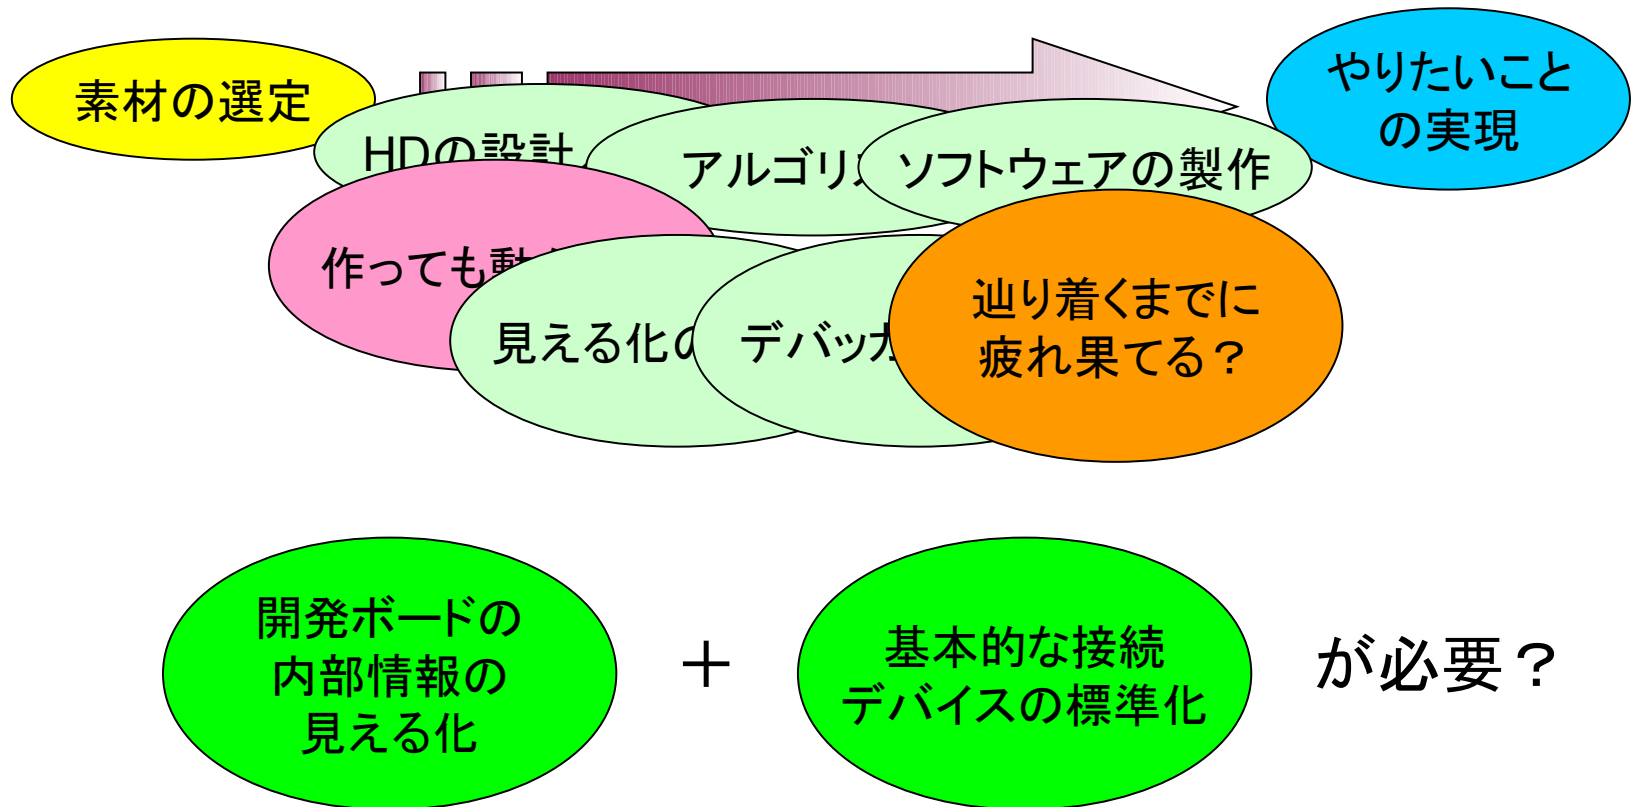 素材の選定
やりたいこと
の実現
HDの設計
アルゴリ
ソフトウェアの製作
作っても動
見える化の
デバッガ
辿り着くまでに
疲れ果てる？
開発ボードの
内部情報の
見える化
＋
基本的な接続
デバイスの標準化
が必要？